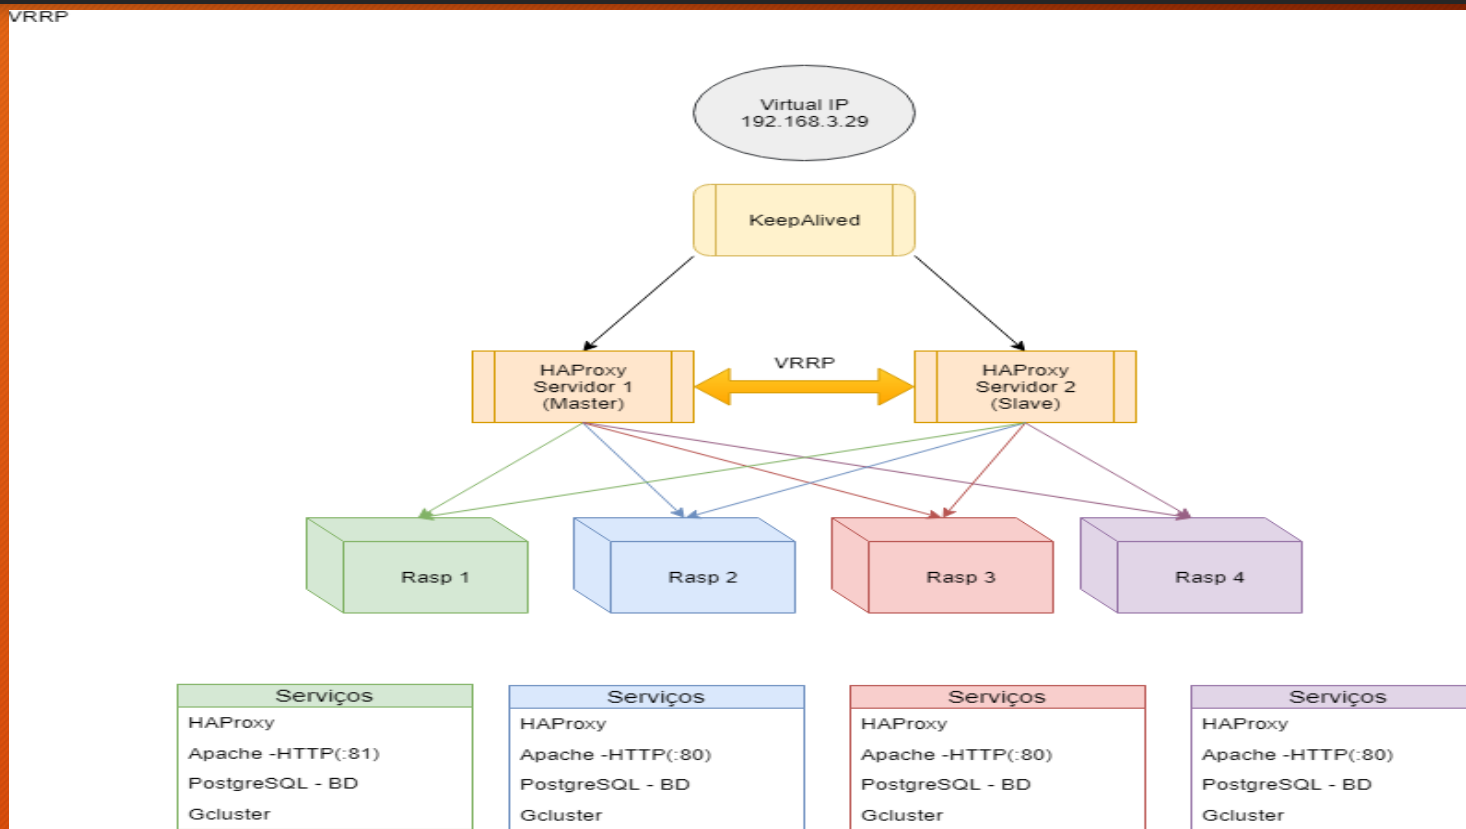 VRRP
Virtual IP
192.168.3.29
KeepAlived
HAProxy
Servidor 1
(Master)
VRRP
HAProxy
Servidor 2
(Slave)
Rasp 1
Rasp 2
Rasp 3
Rasp 4
Serviços
HAProxy
Apache -HTTP(:81)
PostgreSQL - BD
Gcluster
Serviços
HAProxy
Apache -HTTP(:80)
PostgreSQL - BD
Gcluster
Serviços
HAProxy
Apache -HTTP(:80)
PostgreSQL - BD
Gcluster
Serviços
HAProxy
Apache -HTTP(:80)
PostgreSQL - BD
Gcluster